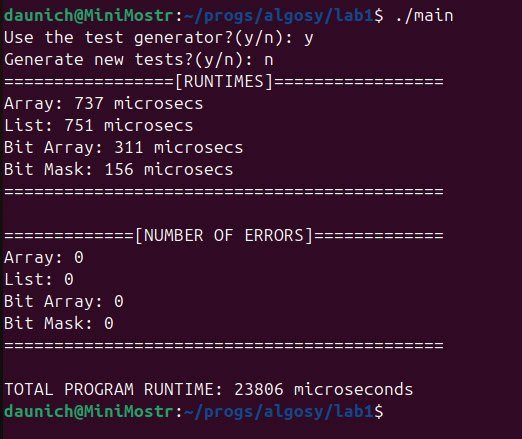 daunich@MiniMostr:~/progs/algosy/lab1$ ./main
Use the test generator?(y/n): y
Generate new tests?(y/n): n
=================[RUNTIMES]=================
Array: 737 microsecs
List: 751 microsecs
Bit Array: 311 microsecs
Bit Mask: 156 microsecs
============================================
=============[NUMBER OF ERRORS]=============
Array: 0
List: 0
Bit Array: 0
Bit Mask: 0
============================================
TOTAL PROGRAM RUNTIME: 23806 microseconds
daunich@MiniMostr:~/progs/algosy/lab1$